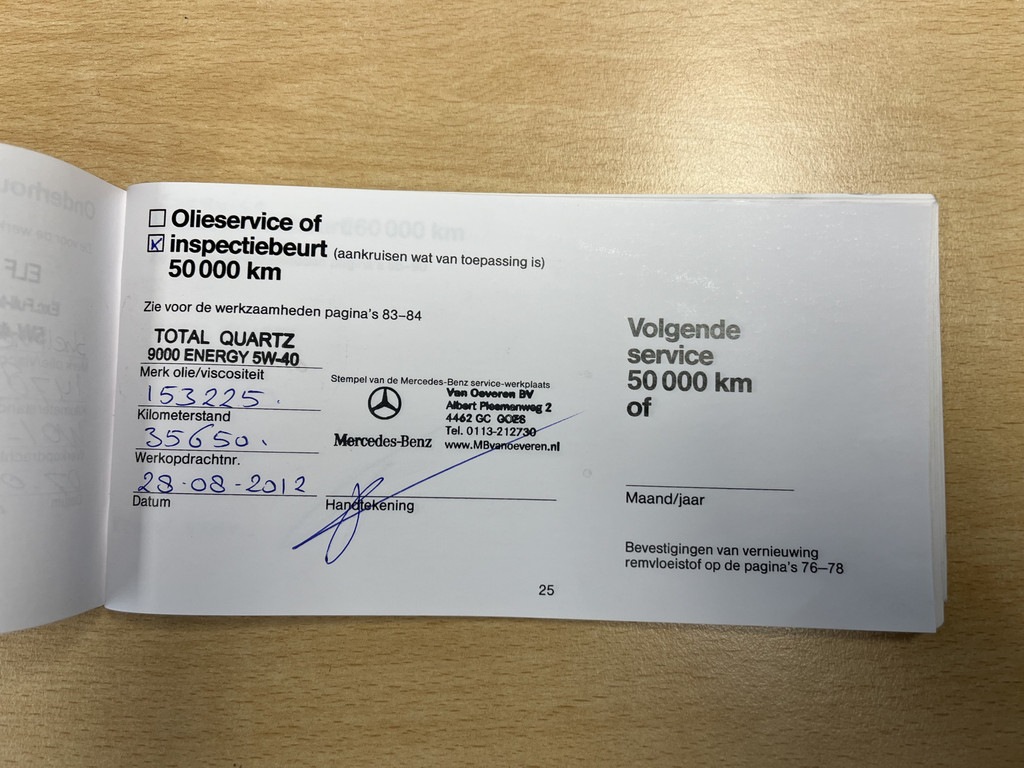 Olieservice of
inspectiebeurt (aankruisen wat van toepassing is)
50 000 km
Zie voor de werkzaamheden pagina's 83–84
TOTAL QUARTZ
9000 ENERGY 5W-40
Merk olie/viscositeit
153225.
Kilometerstand
35650.
Werkopdrachtnr.
28-08-2012
Datum
Stempel van de Mercedes-Benz service-werkplaats
Van Oeveren BV
Albert Plesmanweg 2
4462 GC GOES
Tel. 0113-212730
www.MBvanoeveren.nl
Mercedes-Benz
Handtekening
Volgende
service
50 000 km
of
Maand/jaar
Bevestigingen van vernieuwing
remvloeistof op de pagina's 76–78
25
ELF